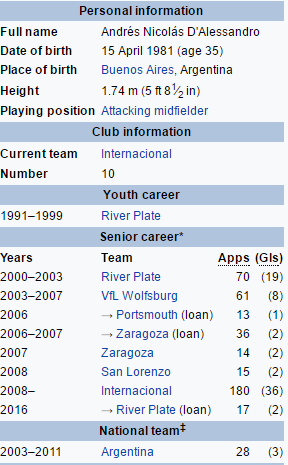 Personal information
Full name Andrés Nicolás D'Alessandro
Date of birth 15 April 1981 (age 35)
Place of birth Buenos Aires, Argentina
Height 1.74 m (5 ft 8 1⁄2 in)
Playing position Attacking midfielder
Club information
Current team Internacional
Number 10
Youth career
1991–1999 River Plate
Senior career*
Years Team Apps (Gls)
2000–2003 River Plate 70 (19)
2003–2007 VfL Wolfsburg 61 (8)
2006 → Portsmouth (loan) 13 (1)
2006–2007 → Zaragoza (loan) 36 (2)
2007 Zaragoza 14 (2)
2008 San Lorenzo 15 (2)
2008– Internacional 180 (36)
2016 → River Plate (loan) 17 (2)
National team‡
2003–2011 Argentina 28 (3)